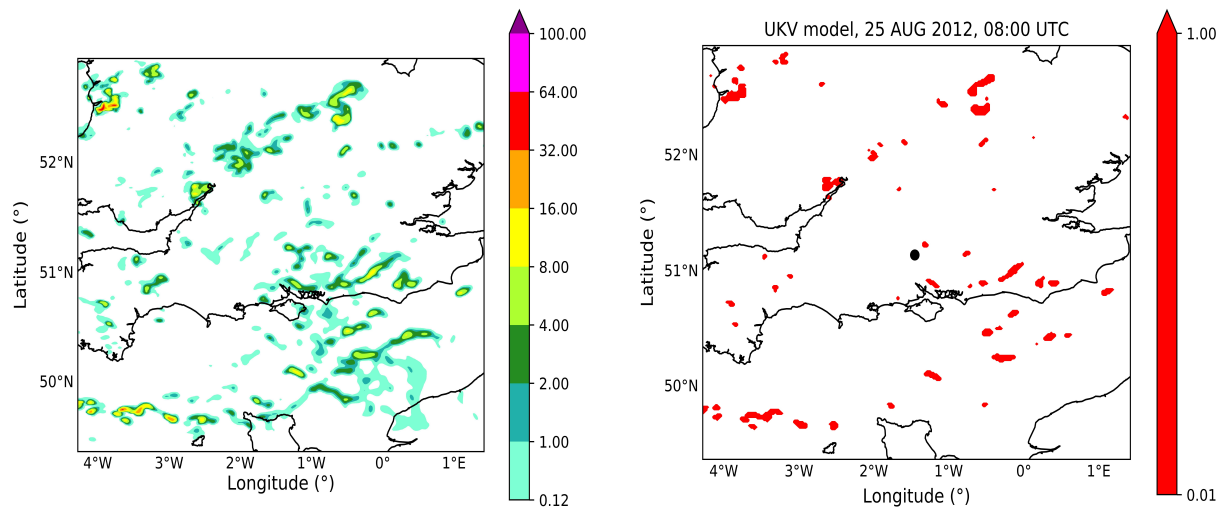 100.00
64.00
32.00
16.00
8.00
4.00
2.00
1.00
0.12
52°N
51°N
50°N
Latitude (°)
4°W 3°W 2°W 1°W 0° 1°E
Longitude (°)
UKV model, 25 AUG 2012, 08:00 UTC
1.00
0.01
52°N
51°N
50°N
Latitude (°)
4°W 3°W 2°W 1°W 0° 1°E
Longitude (°)